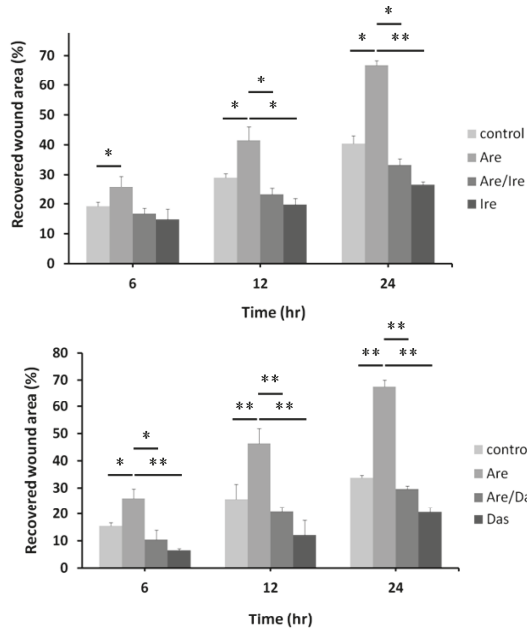 * ** *
* * *
* *
Recovered wound area (%)
70
60
50
40
30
20
10
0
6 12 24
Time (hr)
control
Are
Are/Ire
Ire
** ** **
** ** **
* * **
Recovered wound area (%)
80
70
60
50
40
30
20
10
0
6 12 24
Time (hr)
control
Are
Are/Da
Das